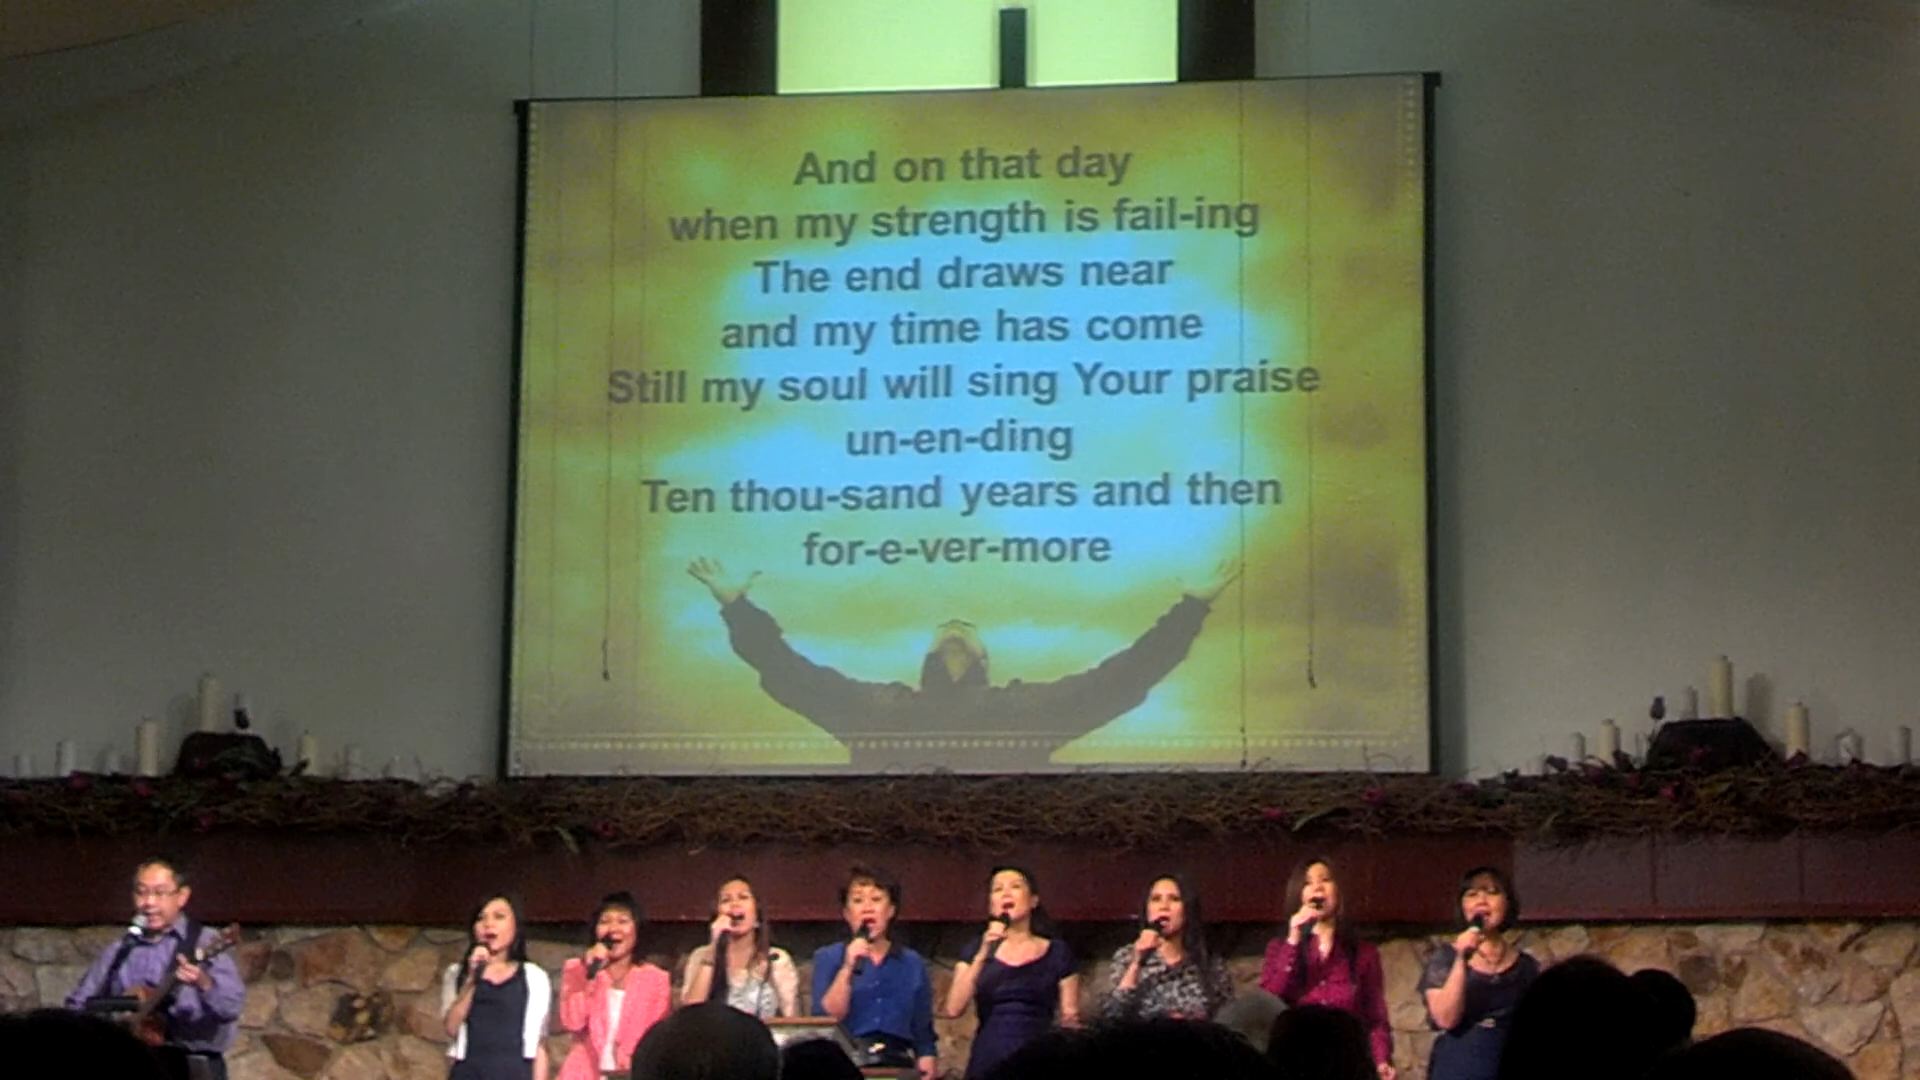 And on that day
when my strength is fail-ing
The end draws near
and my time has come
Still my soul will sing Your praise
un-en-ding
Ten thou-sand years and then
for-e-ver-more